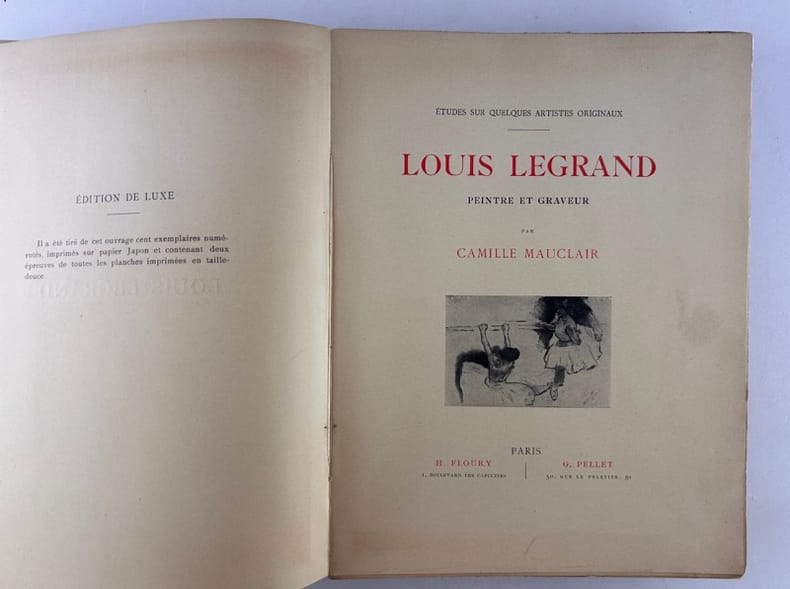 ÉDITION DE LUXE
Il a été tiré de cet ouvrage cent exemplaires numé-
rotés, imprimés sur papier Japon et contenant deux
épreuves de toutes les planches imprimées en taille-
douce.
ÉTUDES SUR QUELQUES ARTISTES ORIGINAUX
LOUIS LEGRAND
PEINTRE ET GRAVEUR
PAR
CAMILLE MAUCLAIR
PARIS
H. FLOURY
1, BOULEVARD DES CAPUCINES
G. PELLET
51, RUE LE PELETIER, 51